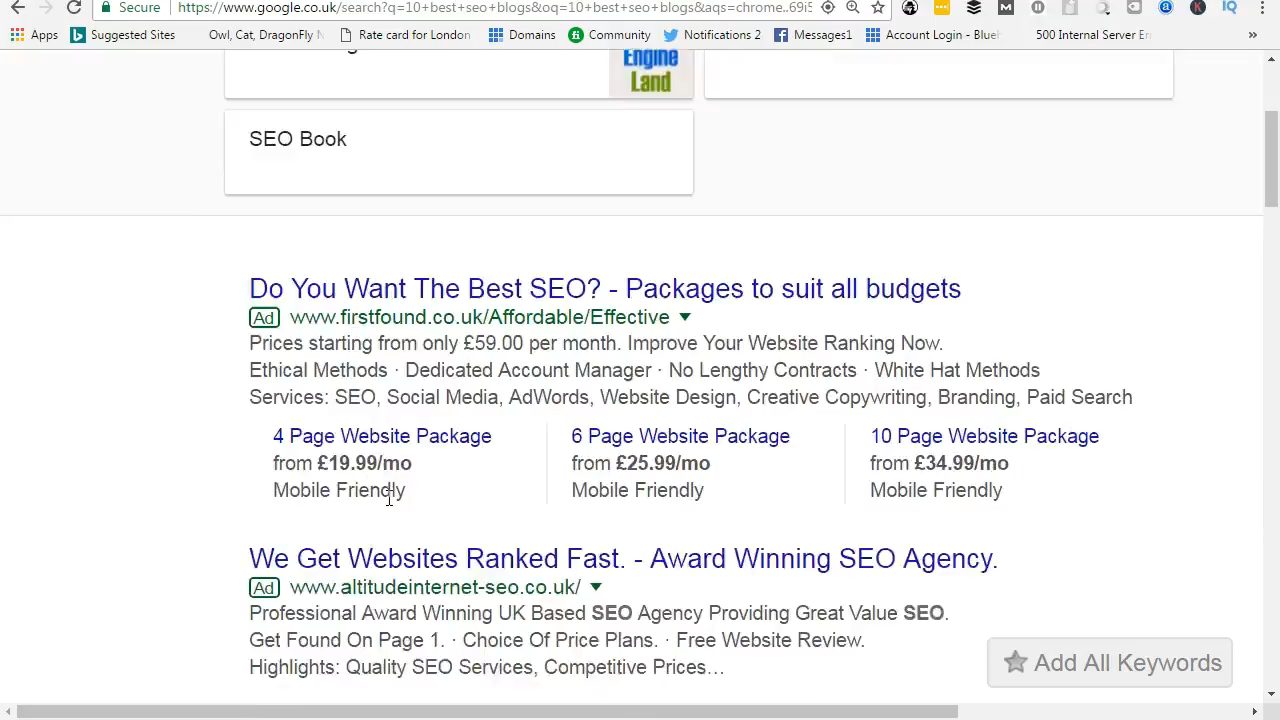 Secure https://www.google.co.uk/search?q=10+best+seo+blogs&oq=10+best+seo+blogs&aqs=chrome..69i5
Apps Suggested Sites Owl, Cat, DragonFly N Rate card for London Domains Community Notifications 2 Messages1 Account Login - Blueh 500 Internal Server Er »
Engine
Land
SEO Book
Do You Want The Best SEO? - Packages to suit all budgets
Ad www.firstfound.co.uk/Affordable/Effective
Prices starting from only £59.00 per month. Improve Your Website Ranking Now.
Ethical Methods · Dedicated Account Manager · No Lengthy Contracts · White Hat Methods
Services: SEO, Social Media, AdWords, Website Design, Creative Copywriting, Branding, Paid Search
4 Page Website Package 6 Page Website Package 10 Page Website Package
from £19.99/mo from £25.99/mo from £34.99/mo
Mobile Friendly Mobile Friendly Mobile Friendly
We Get Websites Ranked Fast. - Award Winning SEO Agency.
Ad www.altitudeinternet-seo.co.uk/
Professional Award Winning UK Based SEO Agency Providing Great Value SEO.
Get Found On Page 1. · Choice Of Price Plans. · Free Website Review.
Highlights: Quality SEO Services, Competitive Prices…
Add All Keywords